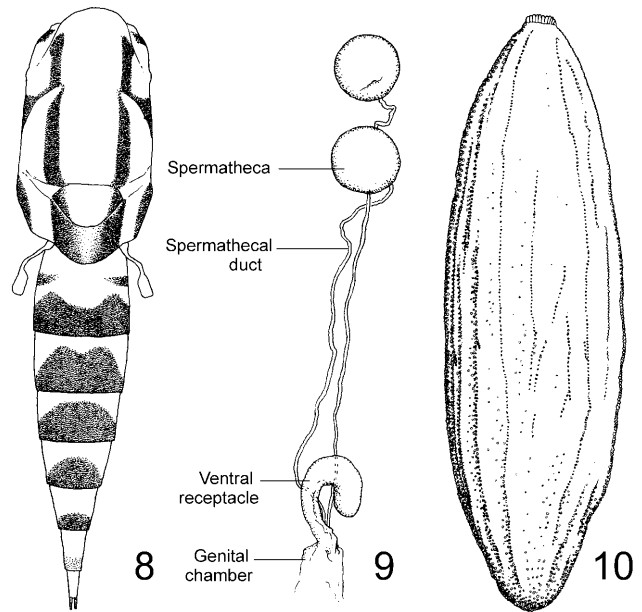 Spermatheca
Spermathecal
duct
Ventral
receptacle
Genital
chamber
8
9
10